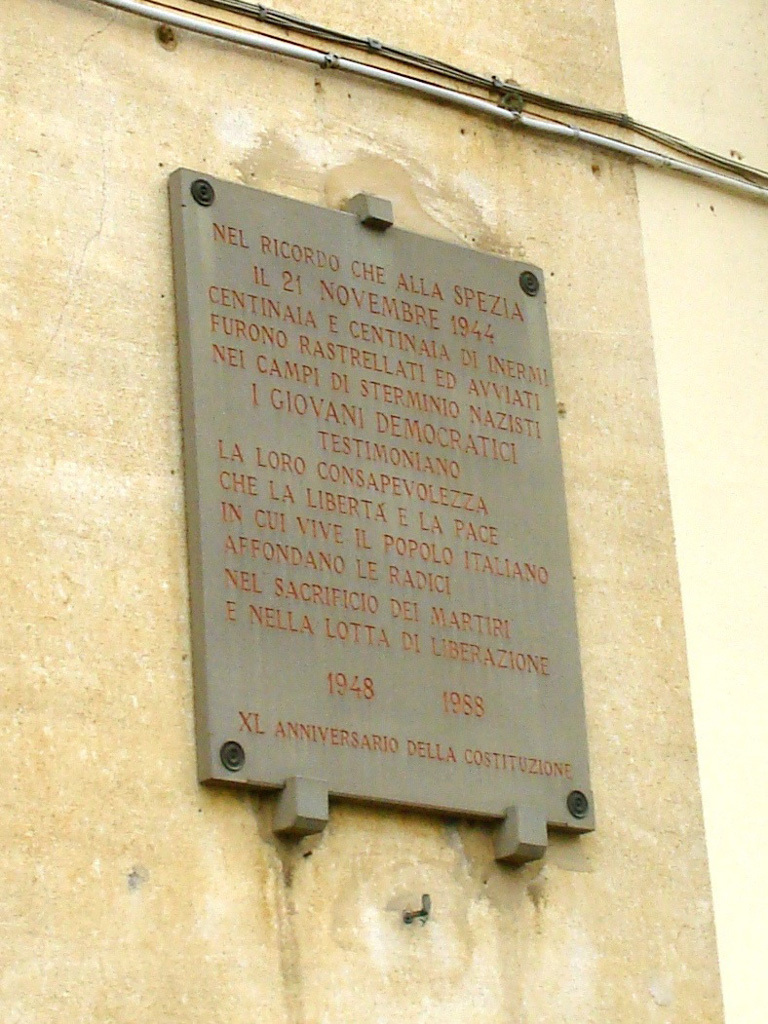 NEL RICORDO CHE ALLA SPEZIA
IL 21 NOVEMBRE 1944
CENTINAIA E CENTINAIA DI INERMI
FURONO RASTRELLATI ED AVVIATI
NEI CAMPI DI STERMINIO NAZISTI
I GIOVANI DEMOCRATICI
TESTIMONIANO
LA LORO CONSAPEVOLEZZA
CHE LA LIBERTÀ E LA PACE
IN CUI VIVE IL POPOLO ITALIANO
AFFONDANO LE RADICI
NEL SACRIFICIO DEI MARTIRI
E NELLA LOTTA DI LIBERAZIONE
1948 1988
XL ANNIVERSARIO DELLA COSTITUZIONE